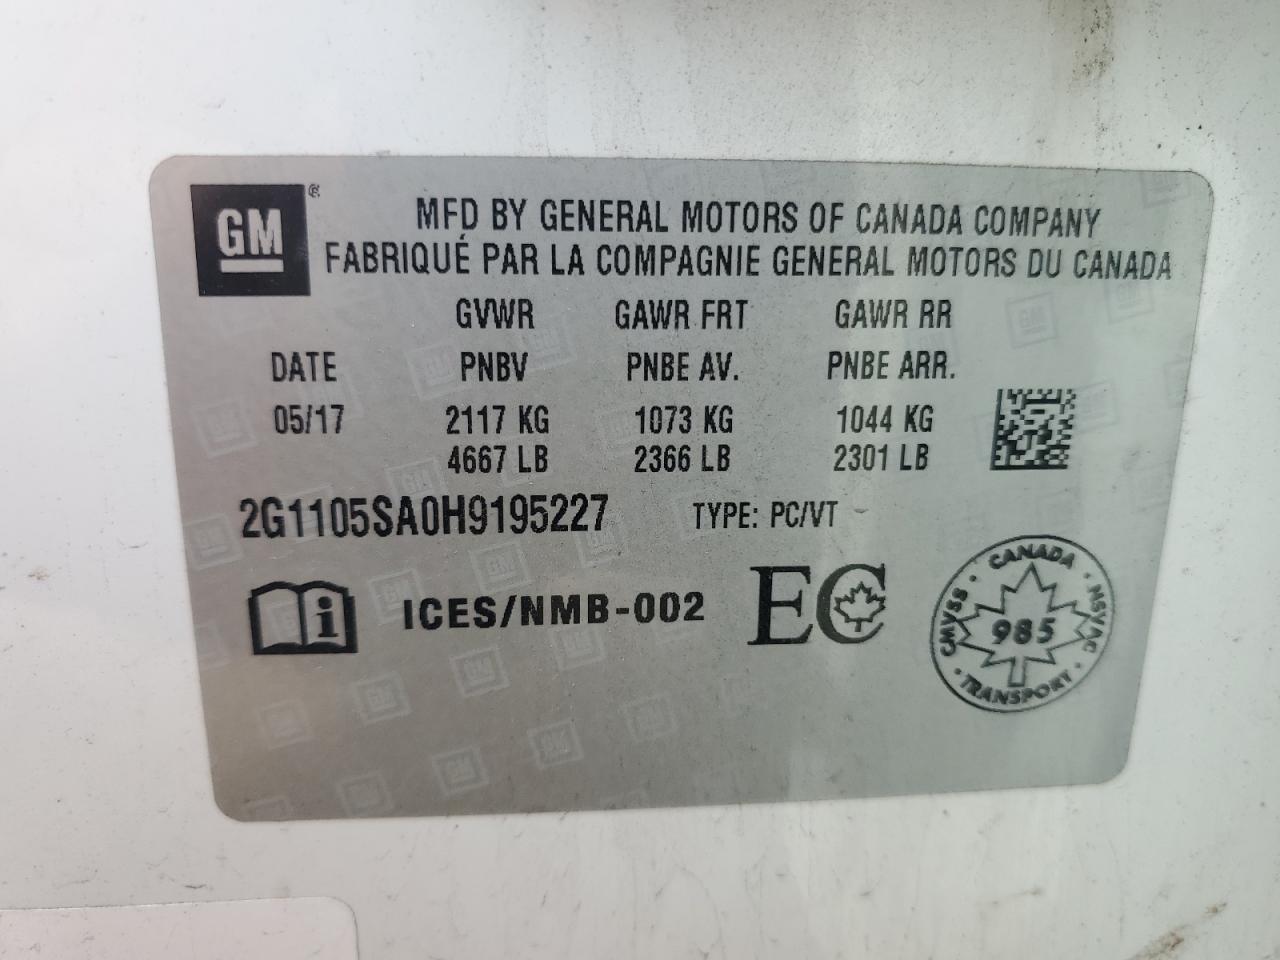 GM ®
MFD BY GENERAL MOTORS OF CANADA COMPANY
FABRIQUÉ PAR LA COMPAGNIE GENERAL MOTORS DU CANADA
GVWR GAWR FRT GAWR RR
DATE PNBV PNBE AV. PNBE ARR.
05/17 2117 KG 1073 KG 1044 KG
4667 LB 2366 LB 2301 LB
2G1105SA0H9195227 TYPE: PC/VT
i ICES/NMB-002 EC
CANADA
CMVSS 985 NSVAC
TRANSPORT